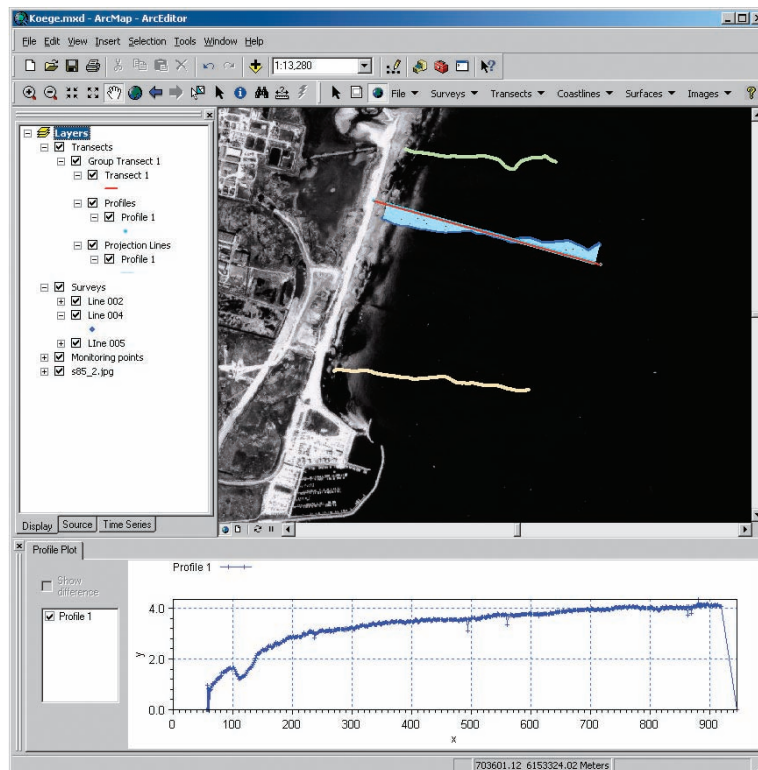 Koege.mxd - ArcMap - ArcEditor
File Edit View Insert Selection Tools Window Help
1:13,280
File Surveys Transects Coastlines Surfaces Images
Layers
Transects
Group Transect 1
Transect 1
Profiles
Profile 1
Projection Lines
Profile 1
Surveys
Line 002
Line 004
LIne 005
Monitoring points
s85_2.jpg
Display Source Time Series
Profile Plot
Show difference
Profile 1
Profile 1
4.0
2.0
0.0
y
0 100 200 300 400 500 600 700 800 900
x
703601.12 6153324.02 Meters